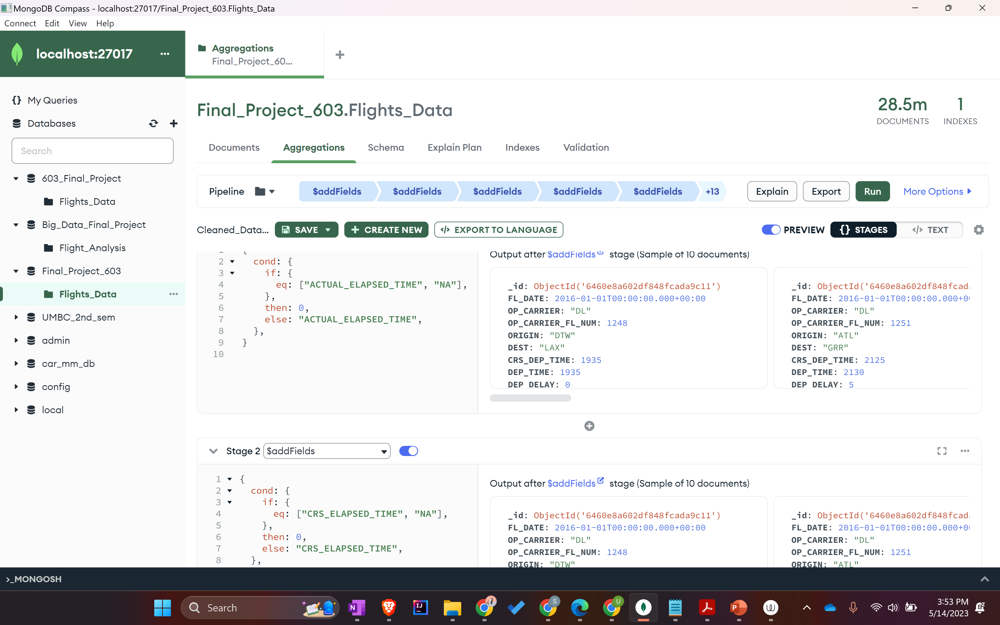 MongoDB Compass - localhost:27017/Final_Project_603.Flights_Data
Connect Edit View Help
localhost:27017
Aggregations
Final_Project_60...
My Queries
Databases
Search
603_Final_Project
Flights_Data
Big_Data_Final_Project
Flight_Analysis
Final_Project_603
Flights_Data
UMBC_2nd_sem
admin
car_mm_db
config
local
Final_Project_603.Flights_Data
28.5m
DOCUMENTS
1
INDEXES
Documents Aggregations Schema Explain Plan Indexes Validation
Pipeline $addFields $addFields $addFields $addFields $addFields +13 Explain Export Run More Options
Cleaned_Data... SAVE CREATE NEW </> EXPORT TO LANGUAGE PREVIEW {} STAGES </> TEXT
1 {
2 cond: {
3 if: {
4 eq: ["ACTUAL_ELAPSED_TIME", "NA"],
5 },
6 then: 0,
7 else: "ACTUAL_ELAPSED_TIME",
8 },
9 }
10
Output after $addFields stage (Sample of 10 documents)
_id: ObjectId('6460e8a602df848fcada9c11')
FL_DATE: 2016-01-01T00:00:00.000+00:00
OP_CARRIER: "DL"
OP_CARRIER_FL_NUM: 1248
ORIGIN: "DTW"
DEST: "LAX"
CRS_DEP_TIME: 1935
DEP_TIME: 1935
DEP_DELAY: 0
_id: ObjectId('6460e8a602df848fcad
FL_DATE: 2016-01-01T00:00:00.000+0
OP_CARRIER: "DL"
OP_CARRIER_FL_NUM: 1251
ORIGIN: "ATL"
DEST: "GRR"
CRS_DEP_TIME: 2125
DEP_TIME: 2130
DEP_DELAY: 5
Stage 2 $addFields
1 {
2 cond: {
3 if: {
4 eq: ["CRS_ELAPSED_TIME", "NA"],
5 },
6 then: 0,
7 else: "CRS_ELAPSED_TIME",
8 },
Output after $addFields stage (Sample of 10 documents)
_id: ObjectId('6460e8a602df848fcada9c11')
FL_DATE: 2016-01-01T00:00:00.000+00:00
OP_CARRIER: "DL"
OP_CARRIER_FL_NUM: 1248
ORIGIN: "DTW"
_id: ObjectId('6460e8a602df848fcad
FL_DATE: 2016-01-01T00:00:00.000+0
OP_CARRIER: "DL"
OP_CARRIER_FL_NUM: 1251
ORIGIN: "ATL"
>_MONGOSH
Search
3:53 PM
5/14/2023